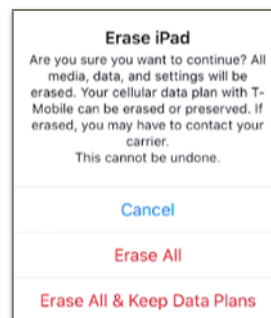 Erase iPad
Are you sure you want to continue? All
media, data, and settings will be
erased. Your cellular data plan with T-
Mobile can be erased or preserved. If
erased, you may have to contact your
carrier.
This cannot be undone.
Cancel
Erase All
Erase All & Keep Data Plans